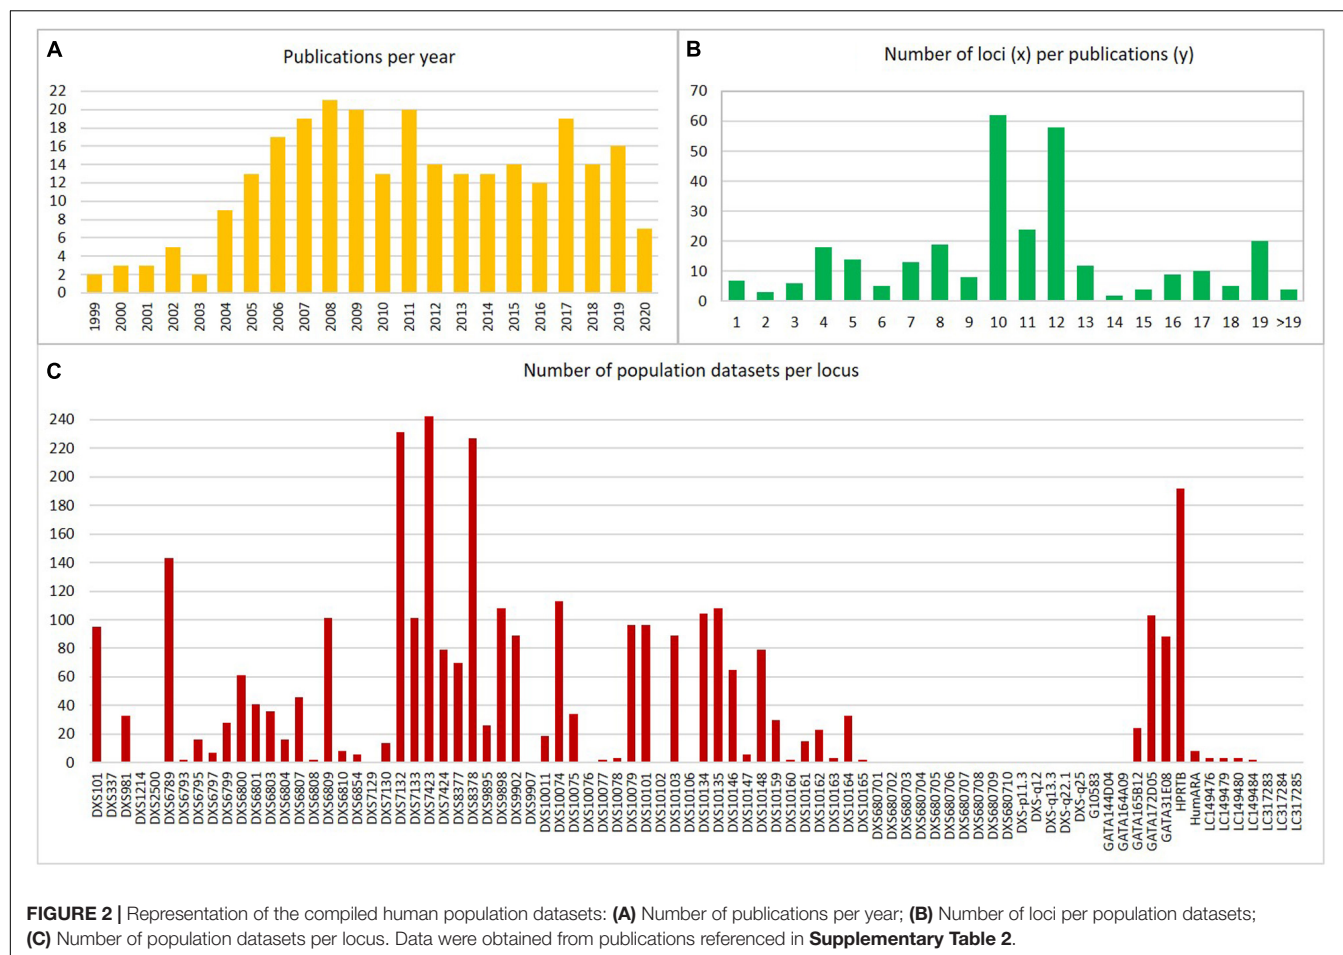 A
Publications per year
22
20
18
16
14
12
10
8
6
4
2
0
1999
2000
2001
2002
2003
2004
2005
2006
2007
2008
2009
2010
2011
2012
2013
2014
2015
2016
2017
2018
2019
2020
B
Number of loci (x) per publications (y)
70
60
50
40
30
20
10
0
1 2 3 4 5 6 7 8 9 10 11 12 13 14 15 16 17 18 19 >19
C
Number of population datasets per locus
240
220
200
180
160
140
120
100
80
60
40
20
0
DXS101
DXS337
DXS981
DXS1214
DXS2500
DXS6789
DXS6793
DXS6795
DXS6797
DXS6799
DXS6800
DXS6801
DXS6803
DXS6804
DXS6807
DXS6808
DXS6809
DXS6810
DXS6854
DXS7129
DXS7130
DXS7132
DXS7133
DXS7423
DXS7424
DXS8377
DXS8378
DXS9895
DXS9898
DXS9902
DXS9907
DXS10011
DXS10074
DXS10075
DXS10076
DXS10077
DXS10078
DXS10079
DXS10101
DXS10102
DXS10103
DXS10106
DXS10134
DXS10135
DXS10146
DXS10147
DXS10148
DXS10159
DXS10160
DXS10161
DXS10162
DXS10163
DXS10164
DXS10165
DXS680701
DXS680702
DXS680703
DXS680704
DXS680705
DXS680706
DXS680707
DXS680708
DXS680709
DXS680710
DXS-p11.3
DXS-q12
DXS-q13.3
DXS-q22.1
DXS-q25
G10583
GATA144D04
GATA164A09
GATA165B12
GATA172D05
GATA31E08
HPRTB
HumARA
LC149476
LC149479
LC149480
LC149484
LC317283
LC317284
LC317285
FIGURE 2 | Representation of the compiled human population datasets: (A) Number of publications per year; (B) Number of loci per population datasets;
(C) Number of population datasets per locus. Data were obtained from publications referenced in Supplementary Table 2.